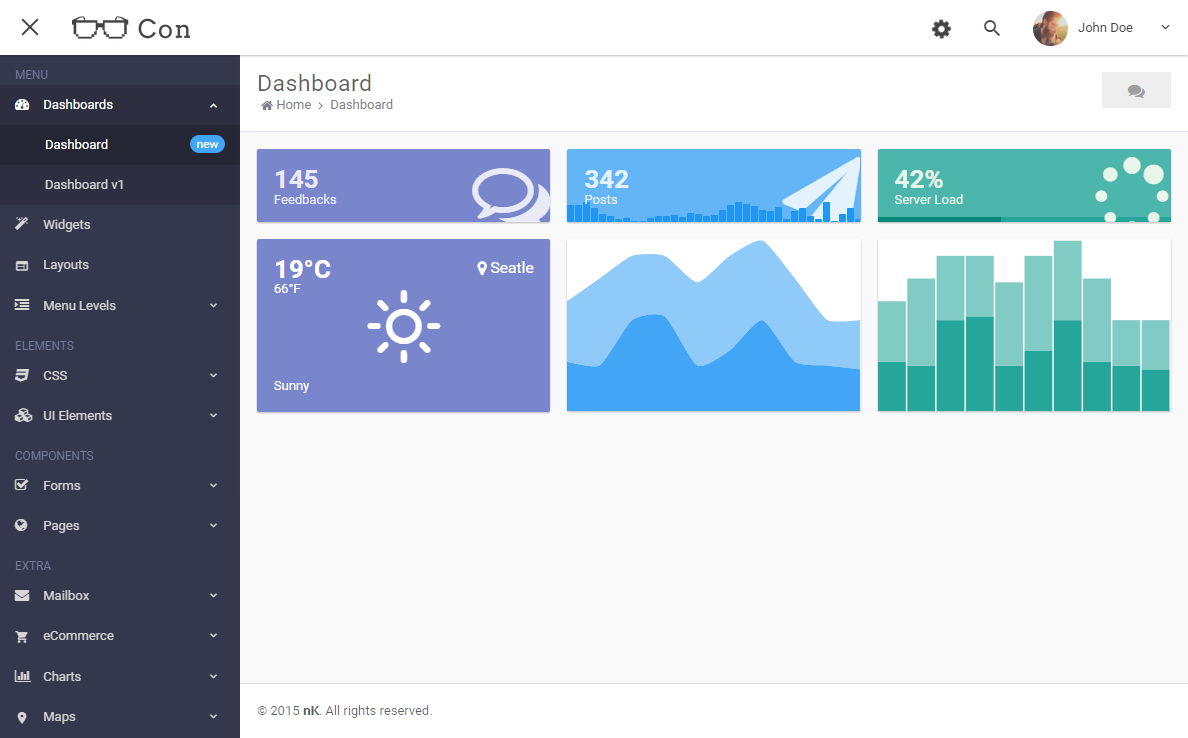 Con
John Doe
MENU
Dashboards
Dashboard new
Dashboard v1
Widgets
Layouts
Menu Levels
ELEMENTS
CSS
UI Elements
COMPONENTS
Forms
Pages
EXTRA
Mailbox
eCommerce
Charts
Maps
Dashboard
Home > Dashboard
145
Feedbacks
342
Posts
42%
Server Load
19°C
66°F
Seatle
Sunny
© 2015 nK. All rights reserved.